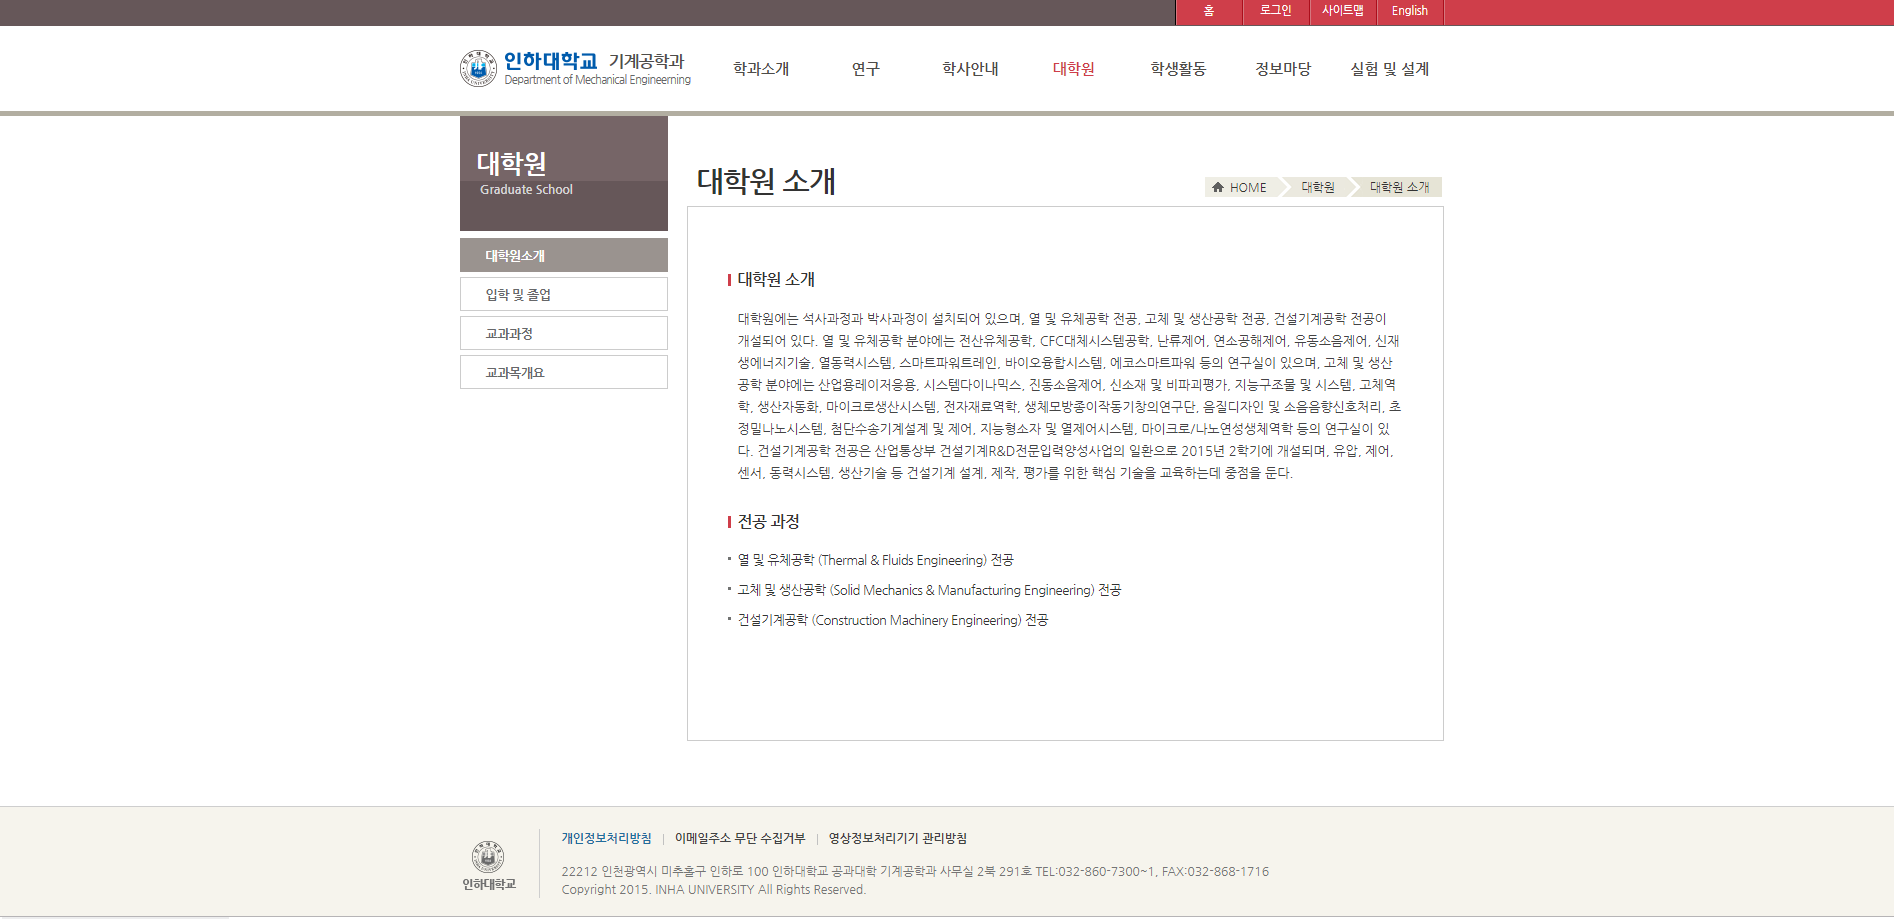 홈
로그인
사이트맵
English
인하대학교 기계공학과
Department of Mechanical Engineerning
학과소개
연구
학사안내
대학원
학생활동
정보마당
실험 및 설계
대학원
Graduate School
대학원소개
입학 및 졸업
교과과정
교과목개요
대학원 소개
HOME
대학원
대학원 소개
대학원 소개
대학원에는 석사과정과 박사과정이 설치되어 있으며, 열 및 유체공학 전공, 고체 및 생산공학 전공, 건설기계공학 전공이
개설되어 있다. 열 및 유체공학 분야에는 전산유체공학, CFC대체시스템공학, 난류제어, 연소공해제어, 유동소음제어, 신재
생에너지기술, 열동력시스템, 스마트파워트레인, 바이오융합시스템, 에코스마트파워 등의 연구실이 있으며, 고체 및 생산
공학 분야에는 산업용레이저응용, 시스템다이나믹스, 진동소음제어, 신소재 및 비파괴평가, 지능구조물 및 시스템, 고체역
학, 생산자동화, 마이크로생산시스템, 전자재료역학, 생체모방종이작동기창의연구단, 음질디자인 및 소음음향신호처리, 초
정밀나노시스템, 첨단수송기계설계 및 제어, 지능형소자 및 열제어시스템, 마이크로/나노연성생체역학 등의 연구실이 있
다. 건설기계공학 전공은 산업통상부 건설기계R&D전문입력양성사업의 일환으로 2015년 2학기에 개설되며, 유압, 제어,
센서, 동력시스템, 생산기술 등 건설기계 설계, 제작, 평가를 위한 핵심 기술을 교육하는데 중점을 둔다.
전공 과정
열 및 유체공학 (Thermal & Fluids Engineering) 전공
고체 및 생산공학 (Solid Mechanics & Manufacturing Engineering) 전공
건설기계공학 (Construction Machinery Engineering) 전공
인하대학교
개인정보처리방침
이메일주소 무단 수집거부
영상정보처리기기 관리방침
22212 인천광역시 미추홀구 인하로 100 인하대학교 공과대학 기계공학과 사무실 2북 291호 TEL:032-860-7300~1, FAX:032-868-1716
Copyright 2015. INHA UNIVERSITY All Rights Reserved.